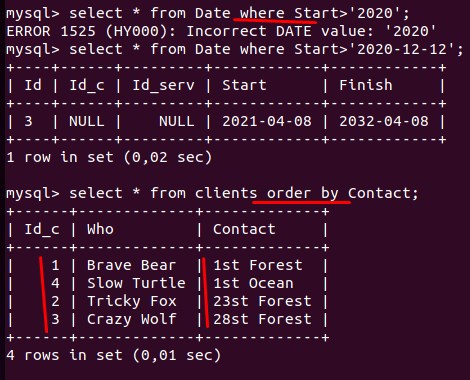 mysql> select * from Date where Start>'2020';
ERROR 1525 (HY000): Incorrect DATE value: '2020'
mysql> select * from Date where Start>'2020-12-12';
+----+------+---------+------------+------------+
| Id | Id_c | Id_serv | Start      | Finish     |
+----+------+---------+------------+------------+
| 3  | NULL |    NULL | 2021-04-08 | 2032-04-08 |
+----+------+---------+------------+------------+
1 row in set (0,02 sec)
mysql> select * from clients order by Contact;
+------+-------------+-------------+
| Id_c | Who         | Contact     |
+------+-------------+-------------+
|    1 | Brave Bear  | 1st Forest  |
|    4 | Slow Turtle | 1st Ocean   |
|    2 | Tricky Fox  | 23st Forest |
|    3 | Crazy Wolf  | 28st Forest |
+------+-------------+-------------+
4 rows in set (0,01 sec)